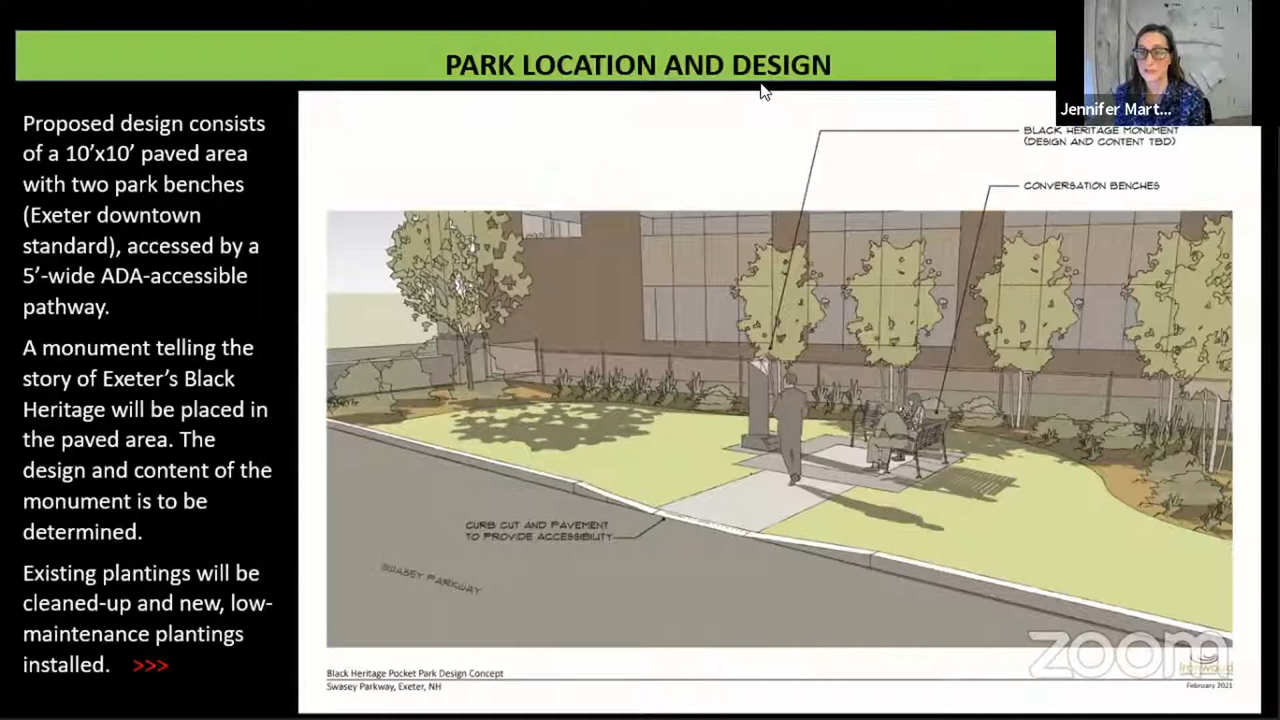 PARK LOCATION AND DESIGN
Jennifer Mart...
Proposed design consists
of a 10'x10' paved area
with two park benches
(Exeter downtown
standard), accessed by a
5'-wide ADA-accessible
pathway.
A monument telling the
story of Exeter's Black
Heritage will be placed in
the paved area. The
design and content of the
monument is to be
determined.
Existing plantings will be
cleaned-up and new, low-
maintenance plantings
installed. >>>
BLACK HERITAGE MONUMENT
(DESIGN AND CONTENT TBD)
CONVERSATION BENCHES
CURB CUT AND PAVEMENT
TO PROVIDE ACCESSIBILITY
SWASEY PARKWAY
Black Heritage Pocket Park Design Concept
Swasey Parkway, Exeter, NH
zoom
Ironwood
February 2021